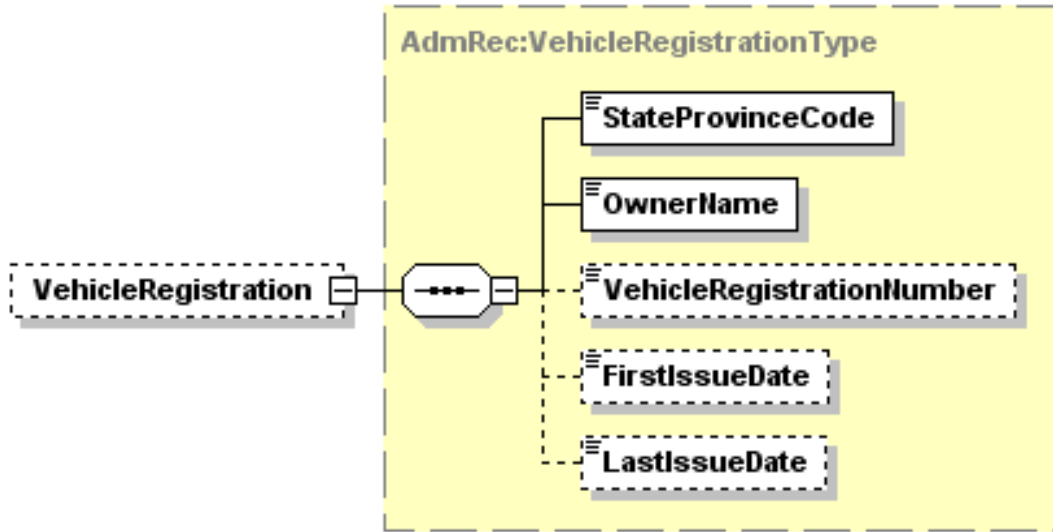 AdmRec:VehicleRegistrationType
StateProvinceCode
OwnerName
VehicleRegistration
VehicleRegistrationNumber
FirstIssueDate
LastIssueDate